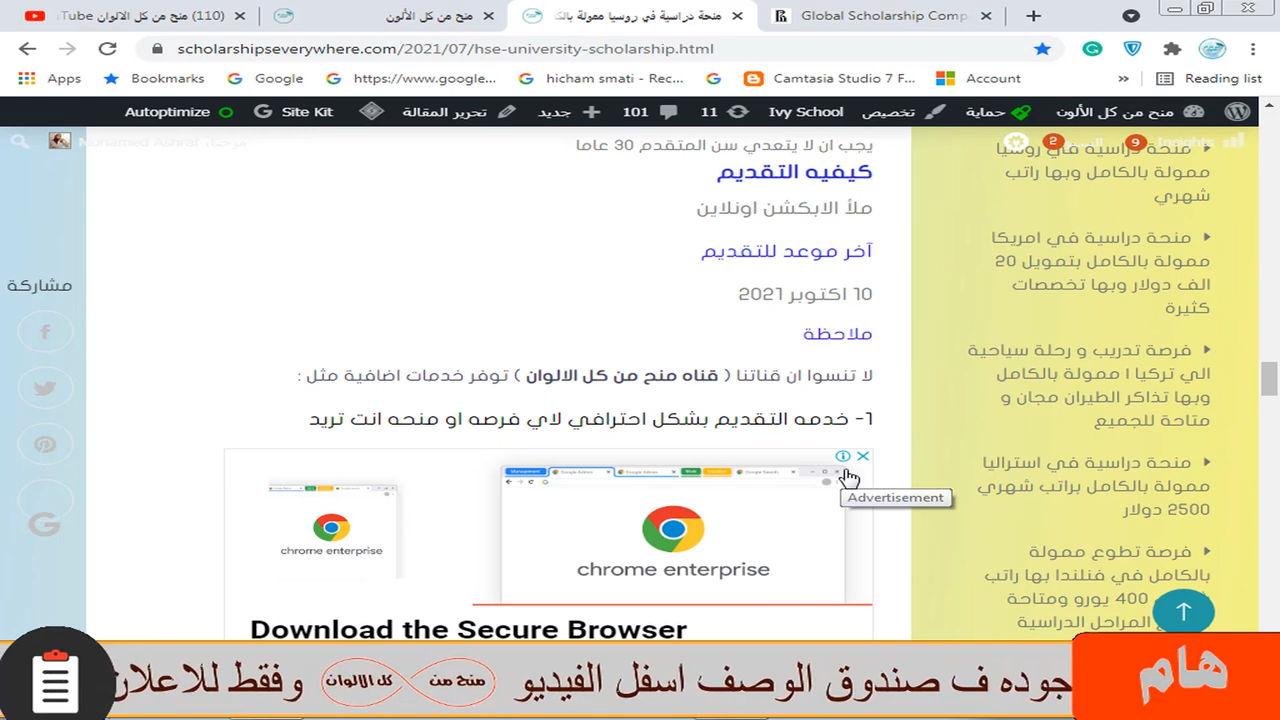 (110) منح من كل الالوان Tube
منح من كل الألوان
منحة دراسية في روسيا ممولة بالك
Global Scholarship Comp
scholarshipseverywhere.com/2021/07/hse-university-scholarship.html
Apps Bookmarks Google https://www.google... hicham smati - Rec... Camtasia Studio 7 F... Account » Reading list
منح من كل الألوان حماية تخصيص Ivy School 11 101 جديد تحرير المقالة Site Kit Autoptimize
Mohamed Ashraf
2
9 Insights
مشاركة
يجب ان لا يتعدي سن المتقدم 30 عاما
كيفيه التقديم
ملأ الابكشن اونلاين
آخر موعد للتقديم
10 اكتوبر 2021
ملاحظة
لا تنسوا ان قناتنا ( قناه منح من كل الالوان ) توفر خدمات اضافية مثل :
1- خدمه التقديم بشكل احترافي لاي فرصه او منحه انت تريد
chrome enterprise
chrome enterprise
Advertisement
Download the Secure Browser
منحة دراسية في روسيا
ممولة بالكامل وبها راتب
شهري
منحة دراسية في امريكا
ممولة بالكامل بتمويل 20
الف دولار وبها تخصصات
كثيرة
فرصة تدريب و رحلة سياحية
الي تركيا ا ممولة بالكامل
وبها تذاكر الطيران مجان و
متاحة للجميع
منحة دراسية في استراليا
ممولة بالكامل براتب شهري
2500 دولار
فرصة تطوع ممولة
بالكامل في فنلندا بها راتب
400 يورو ومتاحة
المراحل الدراسية
هام
جوده ف صندوق الوصف اسفل الفيديو منح من كل الالوان وفقط للاعلان